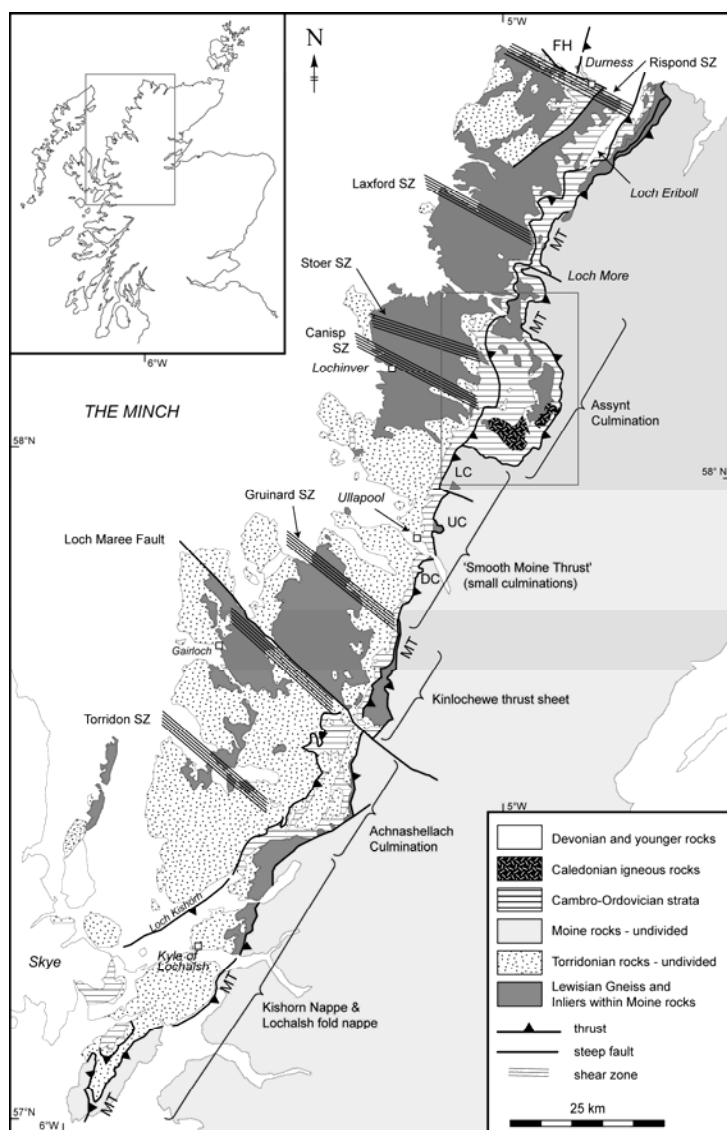 5°W
N
FH
Durness
Rispond SZ
Loch Eriboll
Laxford SZ
MT
Loch More
Stoer SZ
MT
Canisp
SZ
Lochinver
6°W
THE MINCH
Assynt
Culmination
58°N
58° N
LC
Gruinard SZ
Ullapool
UC
Loch Maree Fault
'Smooth Moine Thrust'
(small culminations)
DC
MT
Gairloch
Kinlochewe thrust sheet
Torridon SZ
5°W
Achnashellach
Culmination
Loch Kishorn
Skye
Kyle of
Lochalsh
MT
Kishorn Nappe &
Lochalsh fold nappe
MT
57°N
6°W
Devonian and younger rocks
Caledonian igneous rocks
Cambro-Ordovician strata
Moine rocks - undivided
Torridonian rocks - undivided
Lewisian Gneiss and
Inliers within Moine rocks
thrust
steep fault
shear zone
25 km